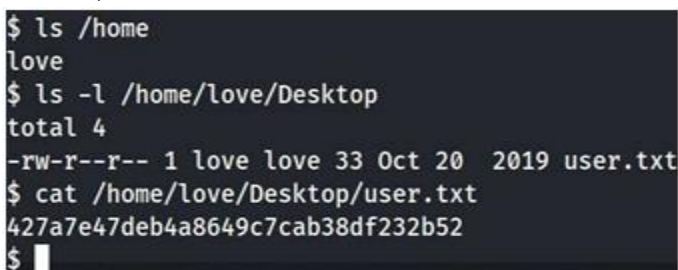 $ ls /home
love
$ ls -l /home/love/Desktop
total 4
-rw-r--r-- 1 love love 33 Oct 20  2019 user.txt
$ cat /home/love/Desktop/user.txt
427a7e47deb4a8649c7cab38df232b52
$